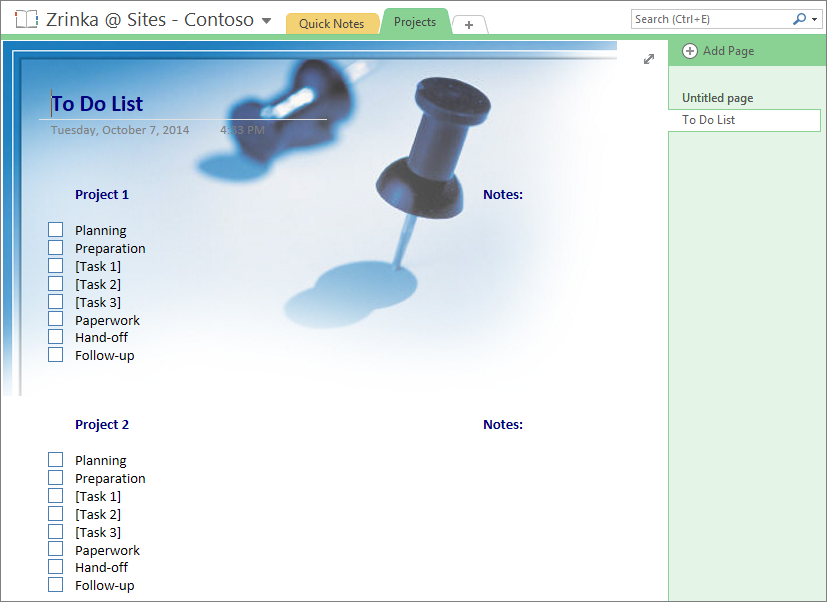 Zrinka @ Sites - Contoso
Quick Notes
Projects
+
Search (Ctrl+E)
Add Page
Untitled page
To Do List
To Do List
Tuesday, October 7, 2014 4:33 PM
Project 1 Notes:
Planning
Preparation
[Task 1]
[Task 2]
[Task 3]
Paperwork
Hand-off
Follow-up
Project 2 Notes:
Planning
Preparation
[Task 1]
[Task 2]
[Task 3]
Paperwork
Hand-off
Follow-up